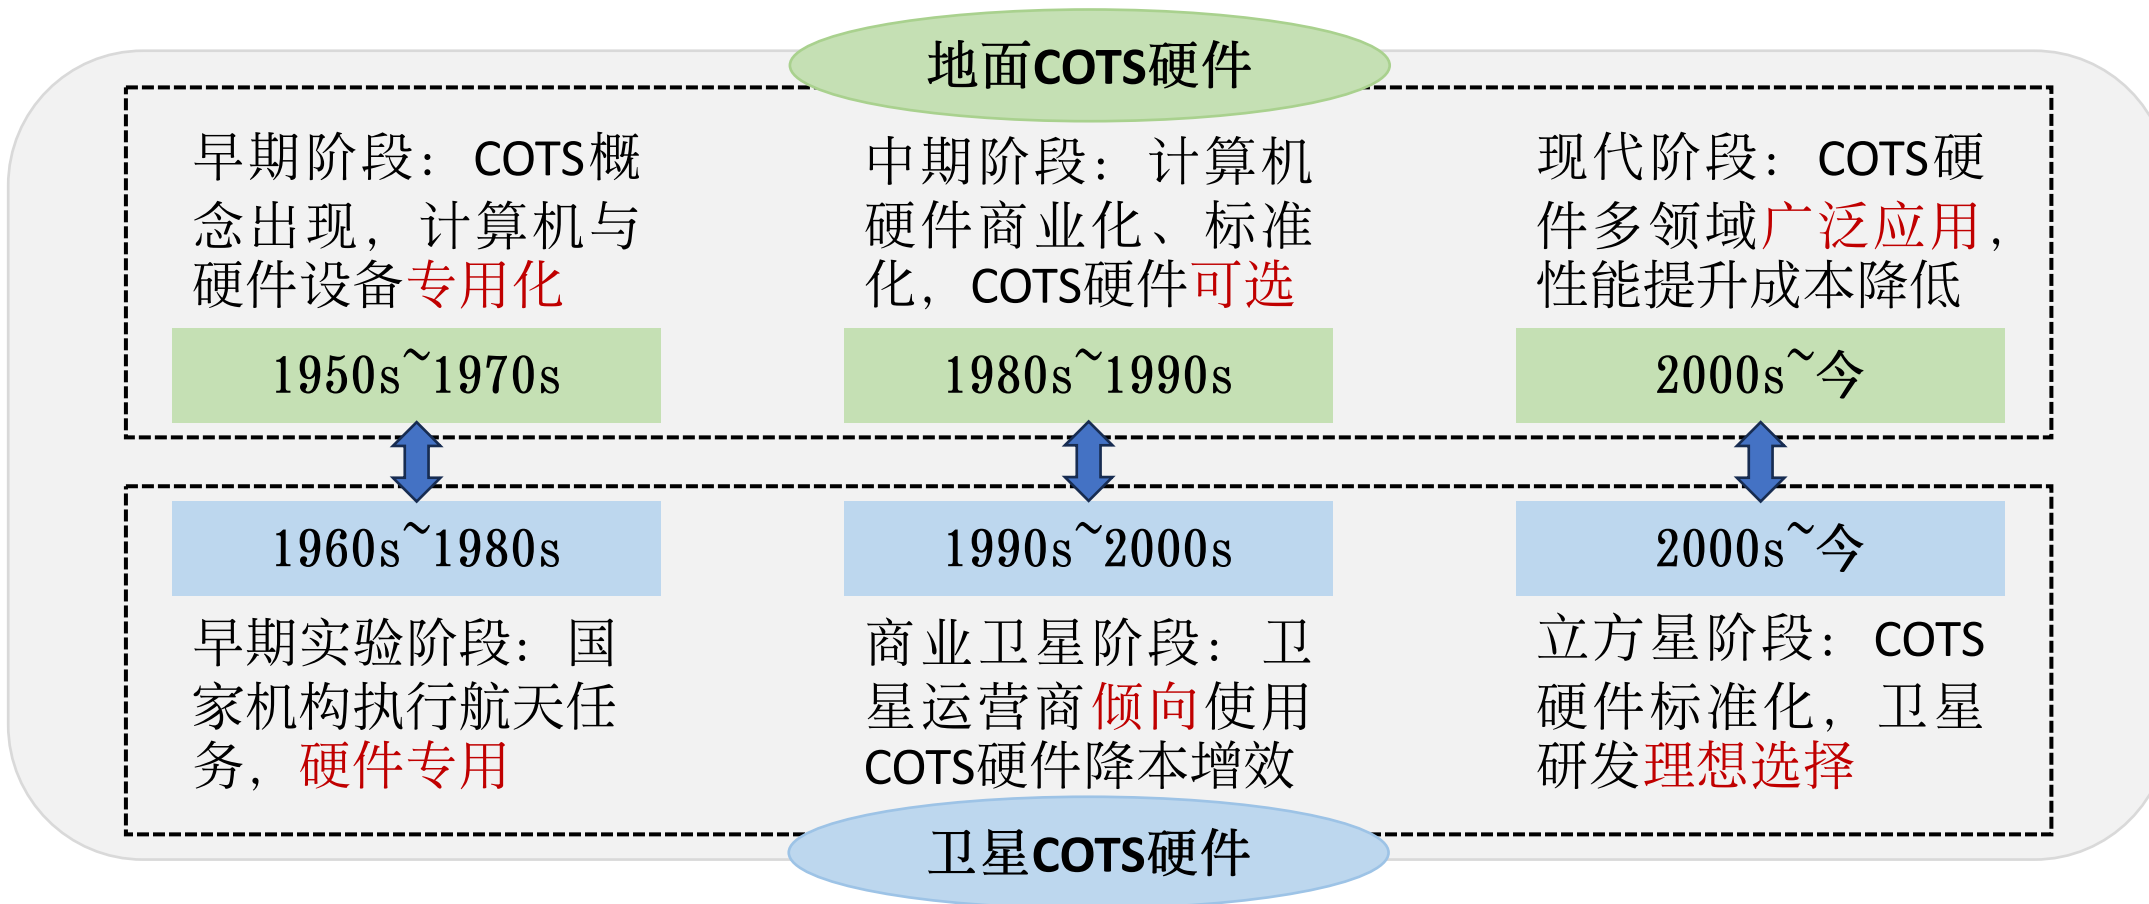 地面COTS硬件
早期阶段：COTS概
念出现，计算机与
硬件设备专用化
1950s~1970s
中期阶段：计算机
硬件商业化、标准
化，COTS硬件可选
1980s~1990s
现代阶段：COTS硬
件多领域广泛应用，
性能提升成本降低
2000s~今
1960s~1980s
早期实验阶段：国
家机构执行航天任
务，硬件专用
1990s~2000s
商业卫星阶段：卫
星运营商倾向使用
COTS硬件降本增效
2000s~今
立方星阶段：COTS
硬件标准化，卫星
研发理想选择
卫星COTS硬件